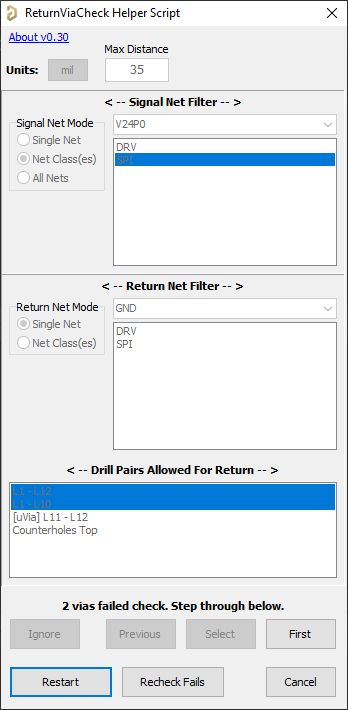 ReturnViaCheck Helper Script
About v0.30
Max Distance
Units: mil 35
< -- Signal Net Filter -- >
Signal Net Mode
V24P0
Single Net
DRV
Net Class(es)
SPI
All Nets
< -- Return Net Filter -- >
Return Net Mode
GND
Single Net
DRV
Net Class(es)
SPI
< -- Drill Pairs Allowed For Return -- >
L1 - L12
L1 - L10
[uVia] L11 - L12
Counterholes Top
2 vias failed check. Step through below.
Ignore Previous Select First
Restart Recheck Fails Cancel